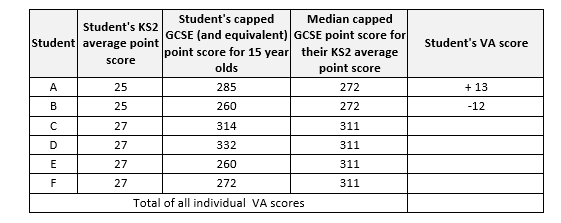 Student Student's KS2 average point score Student's capped GCSE (and equivalent) point score for 15 year olds Median capped GCSE point score for their KS2 average point score Student's VA score
A 25 285 272 + 13
B 25 260 272 -12
C 27 314 311
D 27 332 311
E 27 260 311
F 27 272 311
Total of all individual VA scores